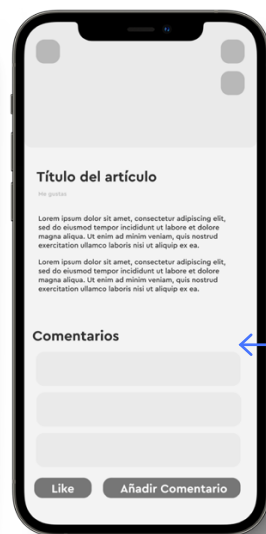 Título del artículo
Me gustan
Lorem ipsum dolor sit amet, consectetur adipiscing elit,
sed do eiusmod tempor incididunt ut labore et dolore
magna aliqua. Ut enim ad minim veniam, quis nostrud
exercitation ullamco laboris nisi ut aliquip ex ea.
Lorem ipsum dolor sit amet, consectetur adipiscing elit,
sed do eiusmod tempor incididunt ut labore et dolore
magna aliqua. Ut enim ad minim veniam, quis nostrud
exercitation ullamco laboris nisi ut aliquip ex ea.
Comentarios
Like
Añadir Comentario